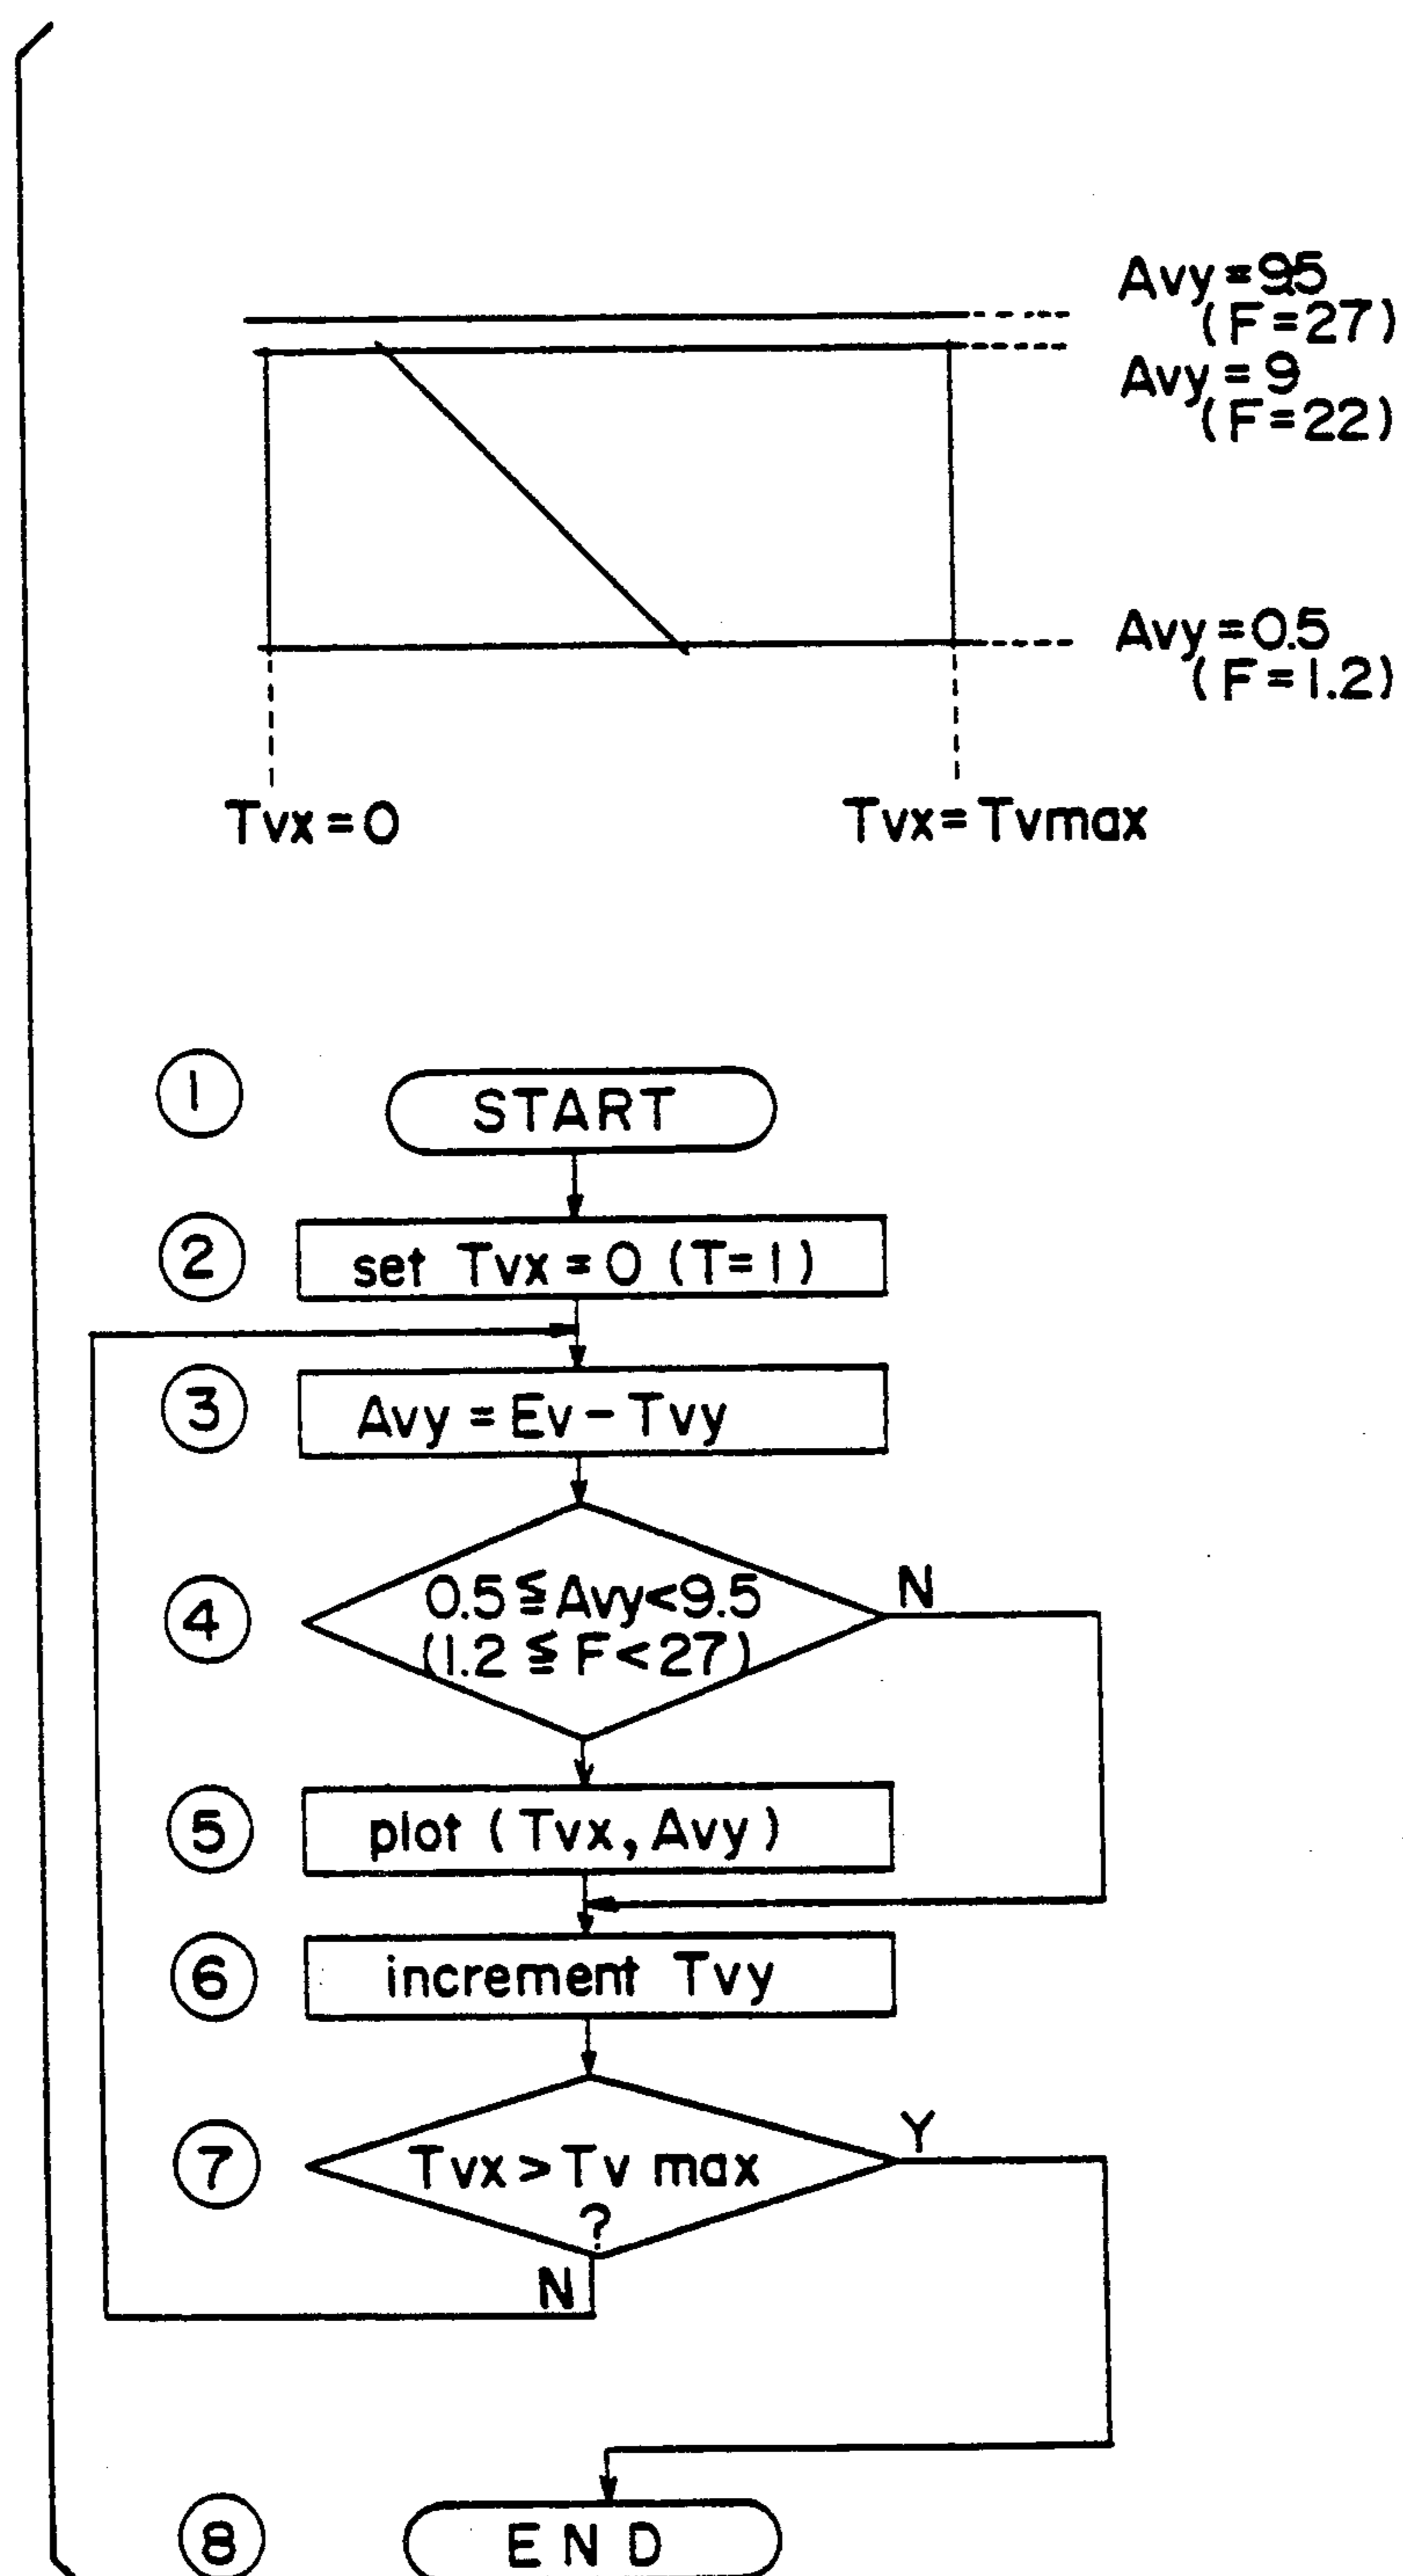 Avy=9.5
(F=27)
Avy=9
(F=22)
Avy=0.5
(F=1.2)
Tvx=0
Tvx=Tvmax
1
START
2
set Tvx=0 (T=1)
3
Avy=Ev-Tvy
4
0.5≦Avy<9.5
(1.2≦F<27)
N
5
plot (Tvx, Avy)
6
increment Tvy
7
Tvx>Tv max
?
Y
N
8
END